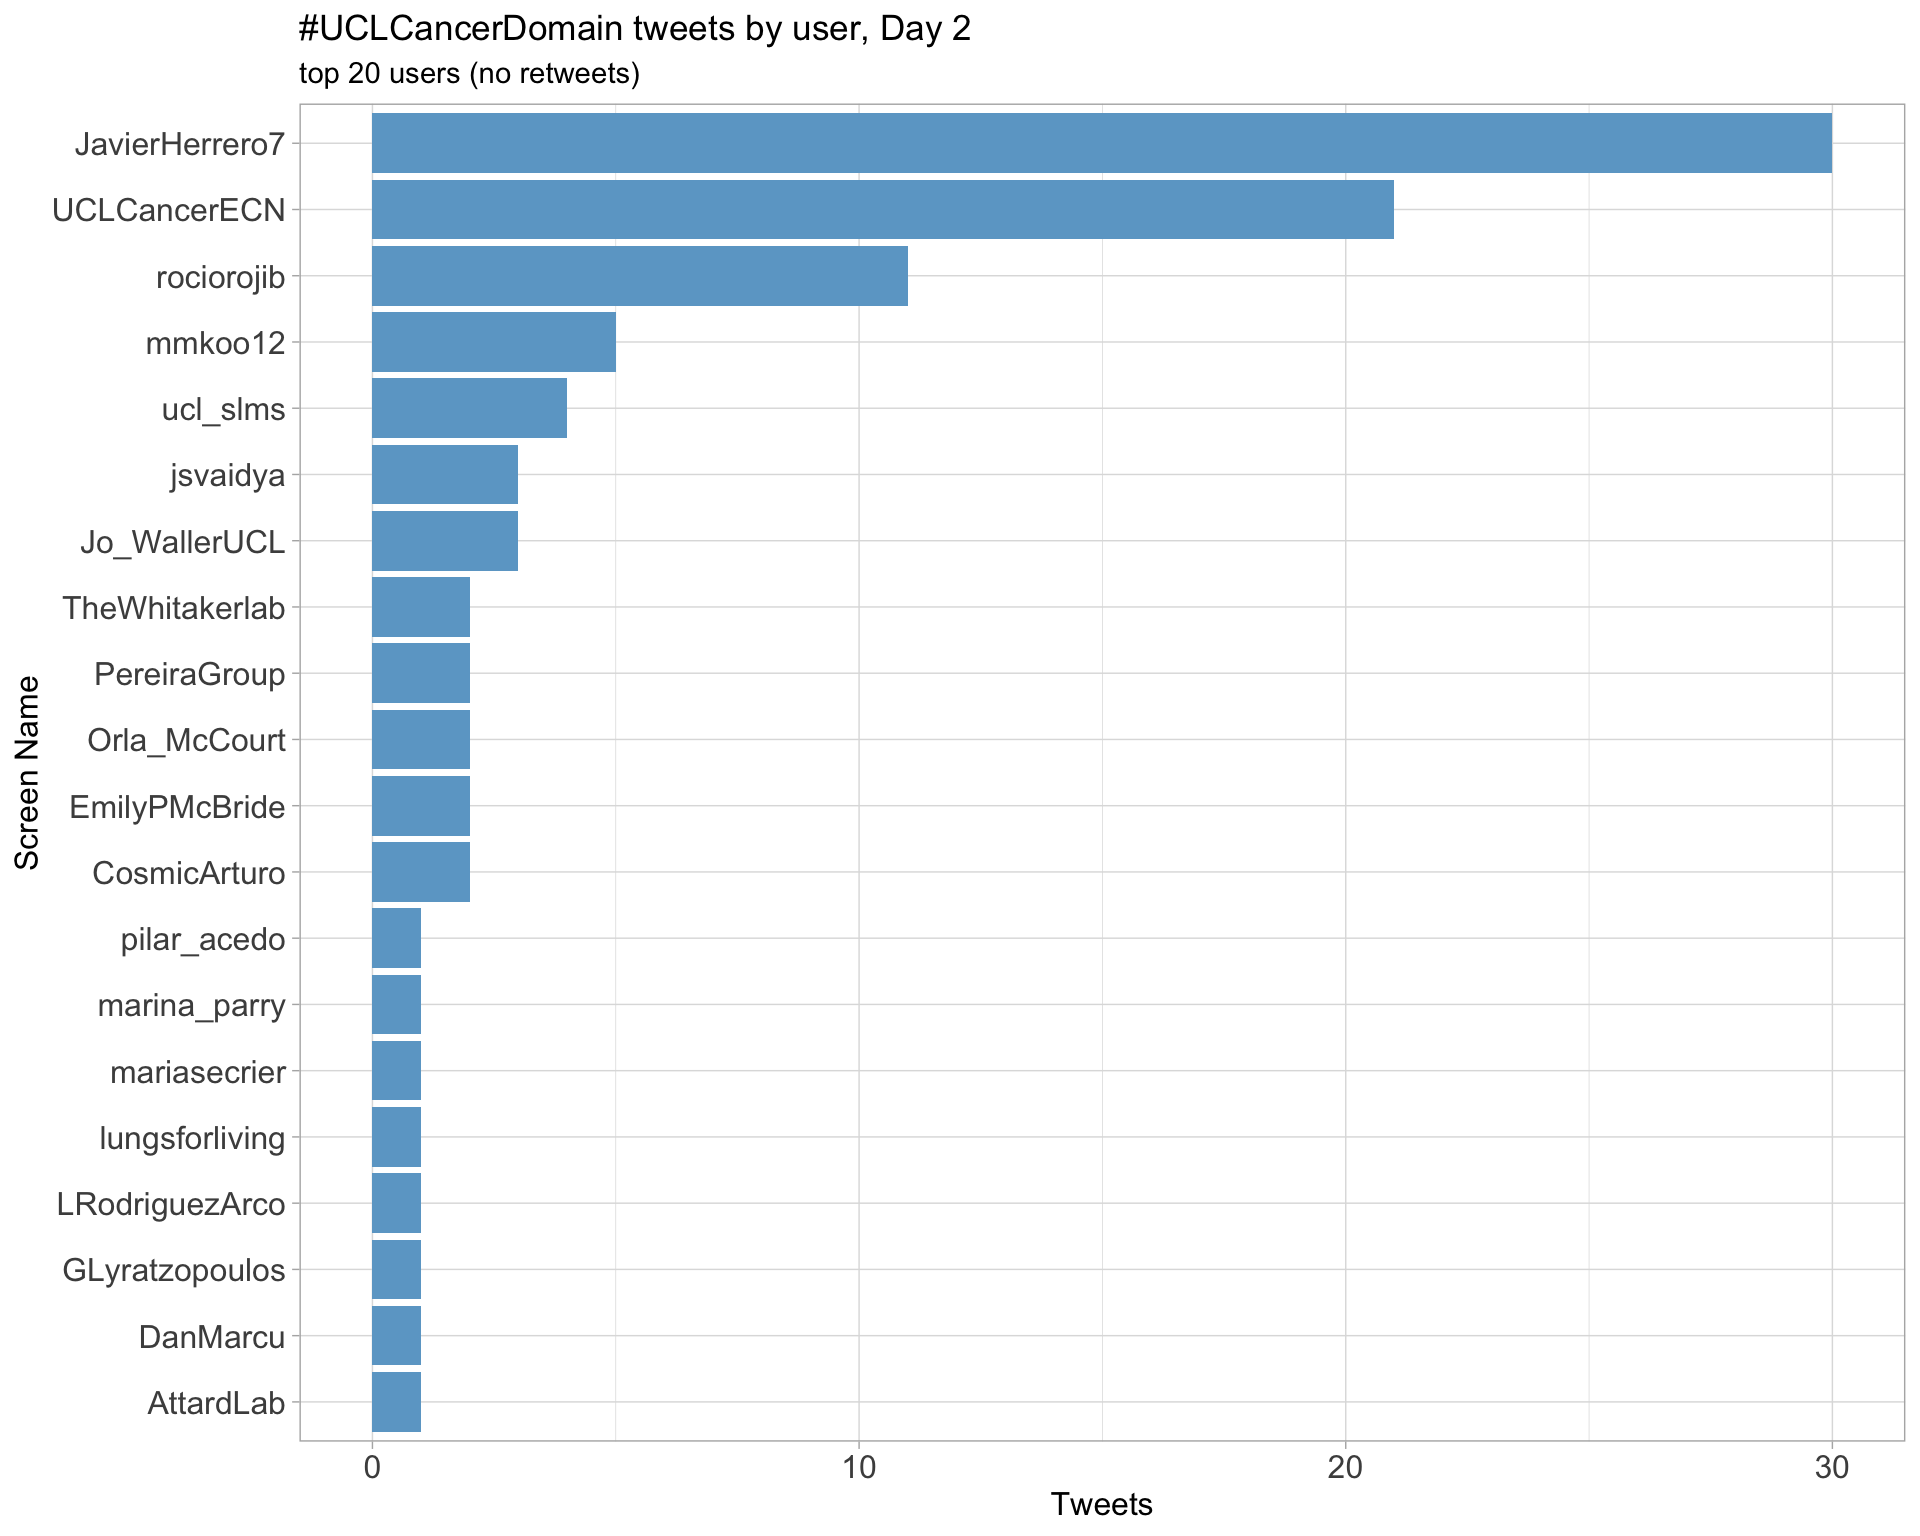 #UCLCancerDomain tweets by user, Day 2
top 20 users (no retweets)
Screen Name
JavierHerrero7
UCLCancerECN
rociorojib
mmkoo12
ucl_slms
jsvaidya
Jo_WallerUCL
TheWhitakerlab
PereiraGroup
Orla_McCourt
EmilyPMcBride
CosmicArturo
pilar_acedo
marina_parry
mariasecrier
lungsforliving
LRodriguezArco
GLyratzopoulos
DanMarcu
AttardLab
0 10 20 30
Tweets